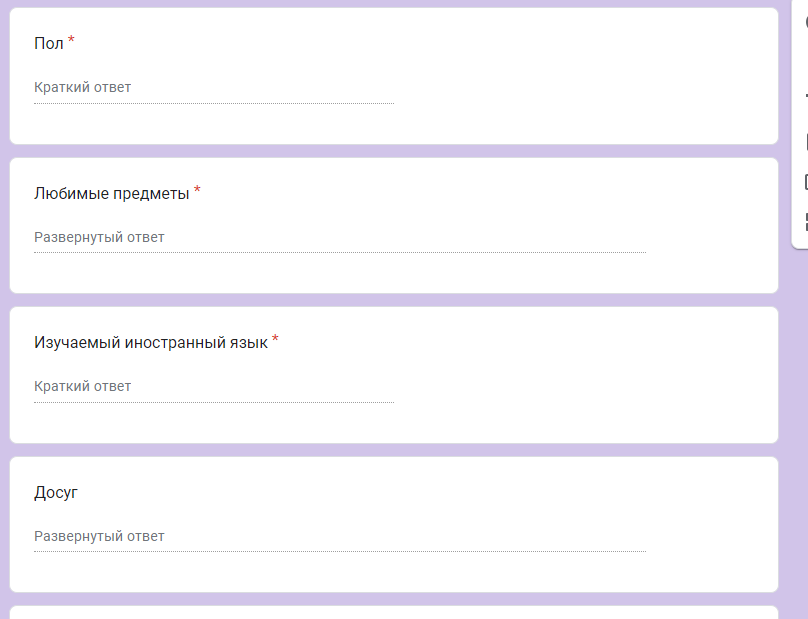 Пол *
Краткий ответ
Любимые предметы *
Развернутый ответ
Изучаемый иностранный язык *
Краткий ответ
Досуг
Развернутый ответ